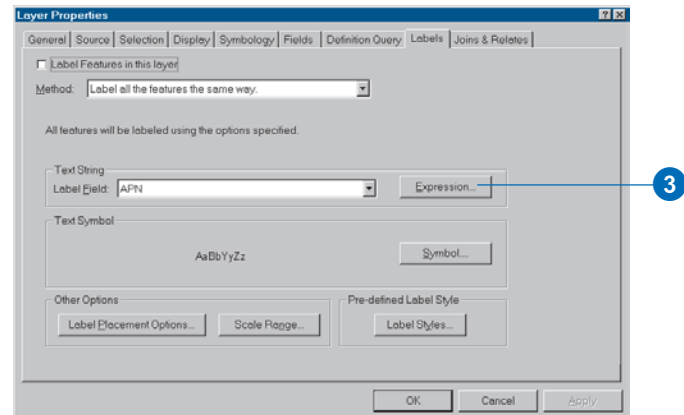 Layer Properties
General Source Selection Display Symbology Fields Definition Query Labels Joins & Relates
Label Features in this layer
Method: Label all the features the same way.
All features will be labeled using the options specified.
Text String
Label Field: APN Expression... 3
Text Symbol
AaBbYyZz Symbol...
Other Options Pre-defined Label Style
Label Placement Options... Scale Range... Label Styles...
OK Cancel Apply